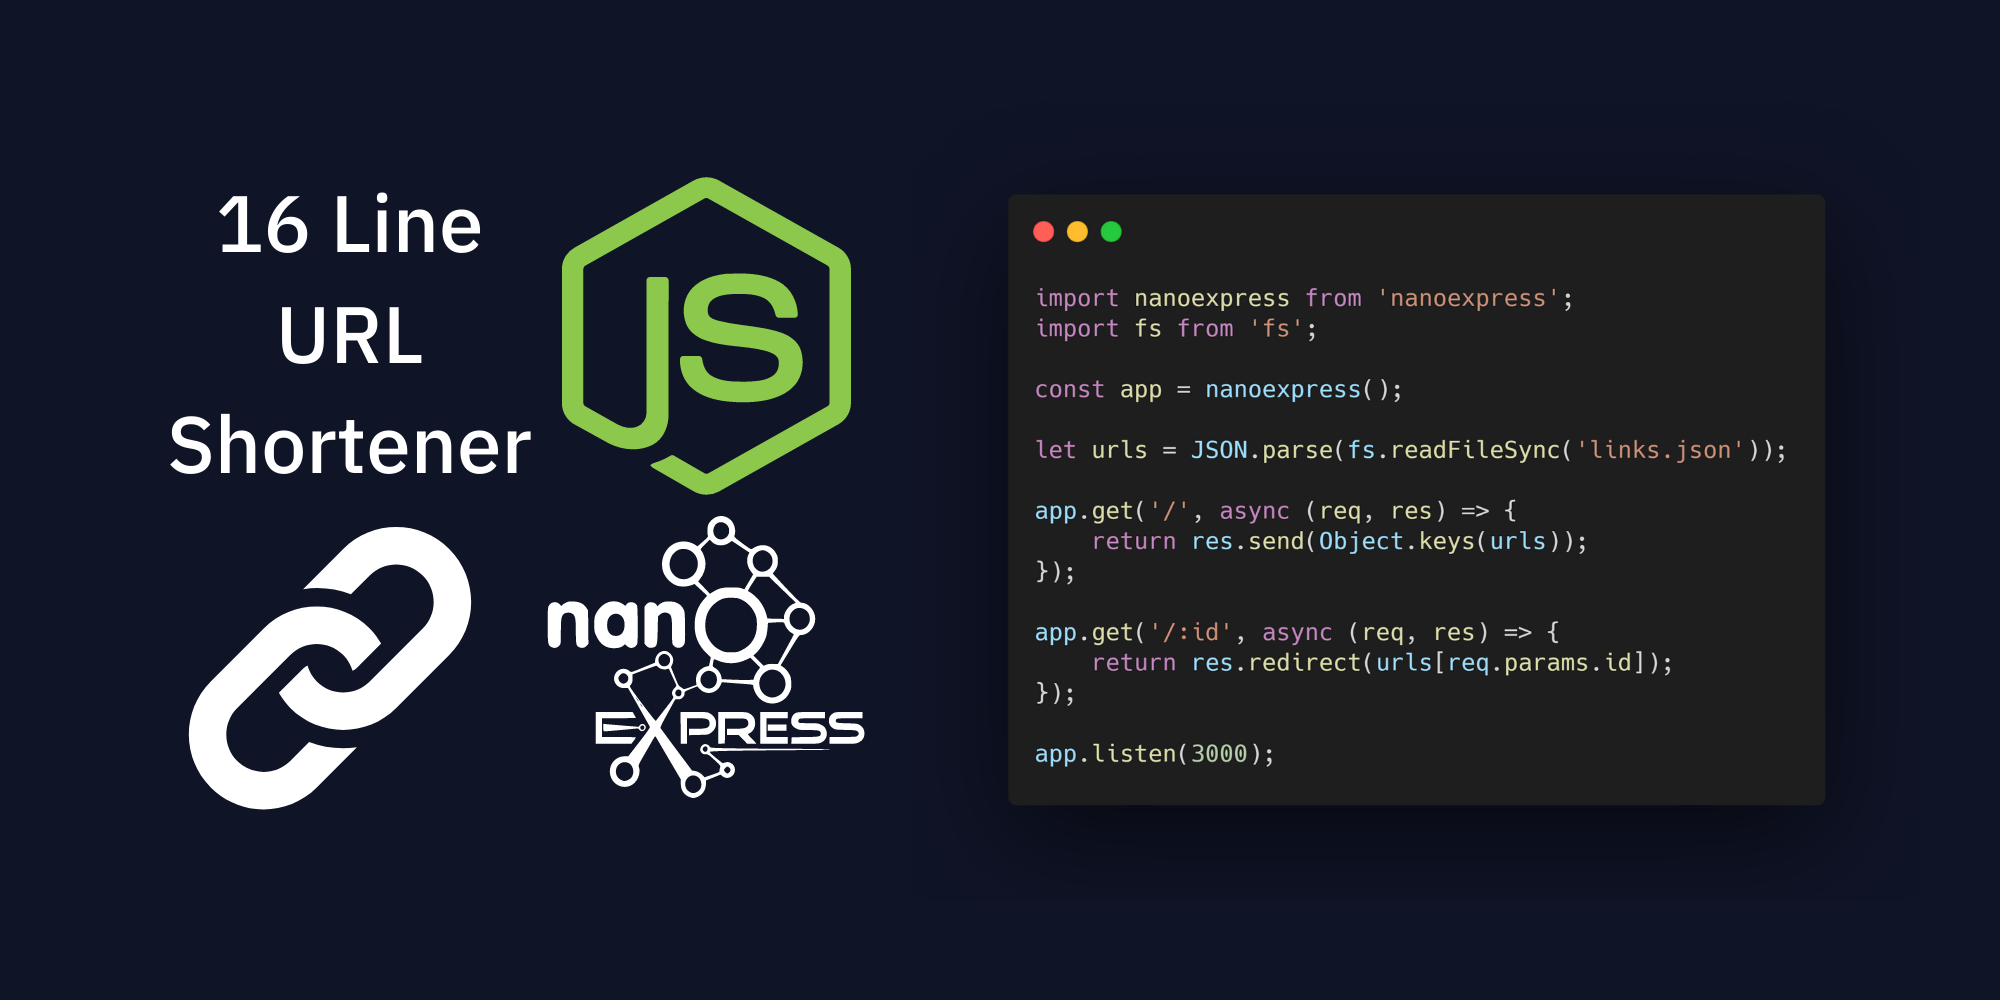 16 Line
URL
Shortener
JS
nano
EXPRESS
import nanoexpress from 'nanoexpress';
import fs from 'fs';
const app = nanoexpress();
let urls = JSON.parse(fs.readFileSync('links.json'));
app.get('/', async (req, res) => {
    return res.send(Object.keys(urls));
});
app.get('/:id', async (req, res) => {
    return res.redirect(urls[req.params.id]);
});
app.listen(3000);